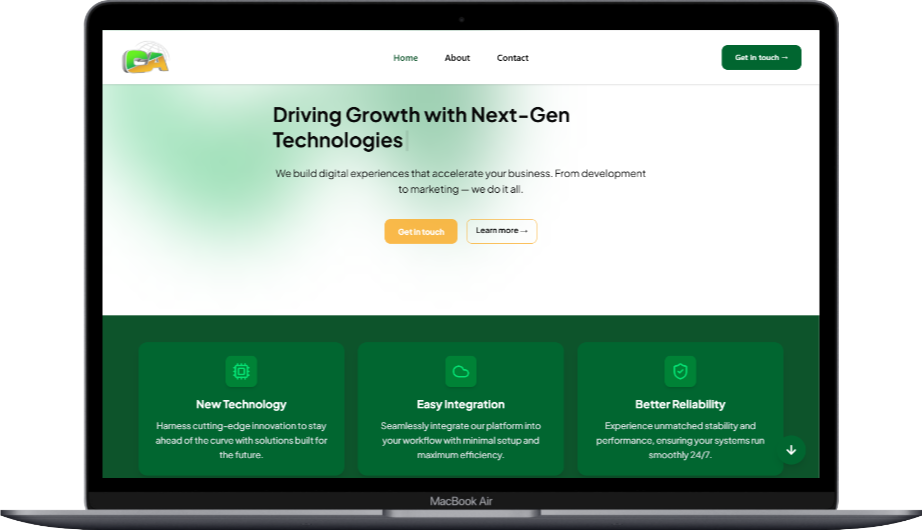 CA
Home About Contact Get in touch →
Driving Growth with Next-Gen
Technologies
We build digital experiences that accelerate your business. From development
to marketing — we do it all.
Get in touch Learn more →
New Technology
Harness cutting-edge innovation to stay
ahead of the curve with solutions built for
the future.
Easy Integration
Seamlessly integrate our platform into
your workflow with minimal setup and
maximum efficiency.
Better Reliability
Experience unmatched stability and
performance, ensuring your systems run
smoothly 24/7.
MacBook Air